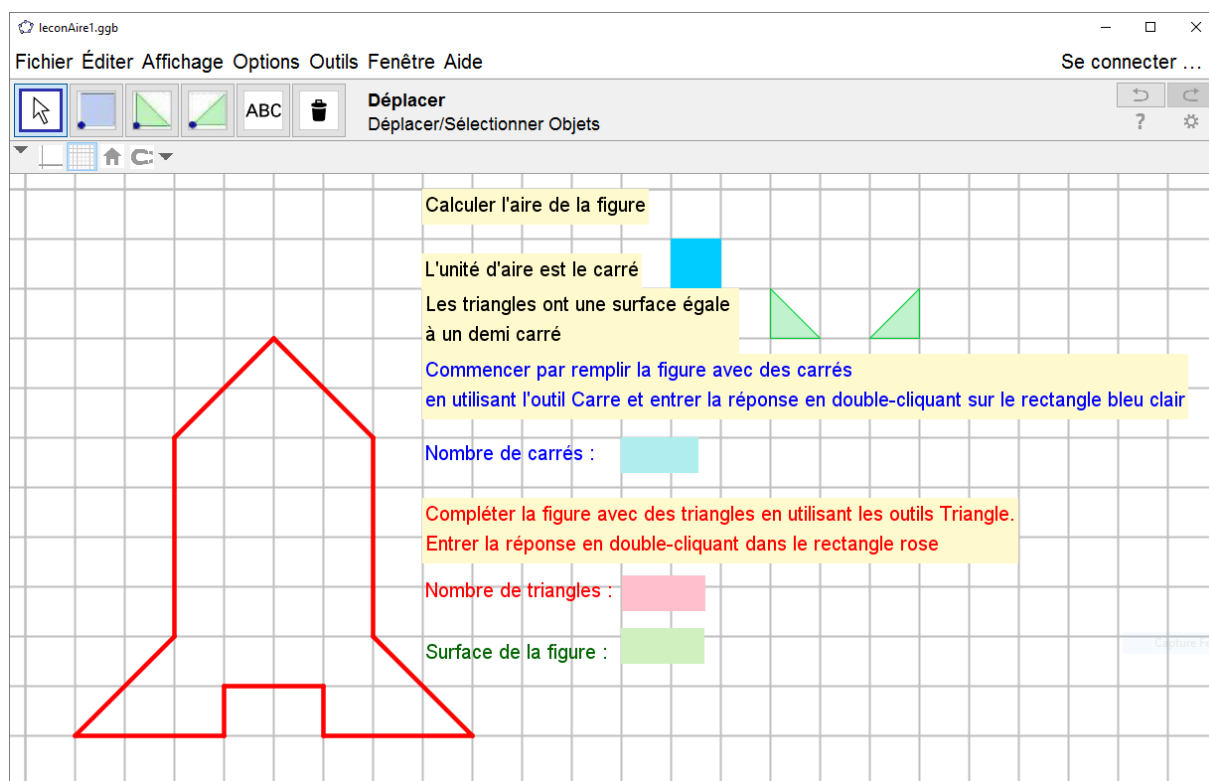 leconAire1.ggb
Fichier Éditer Affichage Options Outils Fenêtre Aide
Se connecter ...
ABC
Déplacer
Déplacer/Sélectionner Objets
?
Calculer l'aire de la figure
L'unité d'aire est le carré
Les triangles ont une surface égale
à un demi carré
Commencer par remplir la figure avec des carrés
en utilisant l'outil Carre et entrer la réponse en double-cliquant sur le rectangle bleu clair
Nombre de carrés :
Compléter la figure avec des triangles en utilisant les outils Triangle.
Entrer la réponse en double-cliquant dans le rectangle rose
Nombre de triangles :
Surface de la figure :
Capture